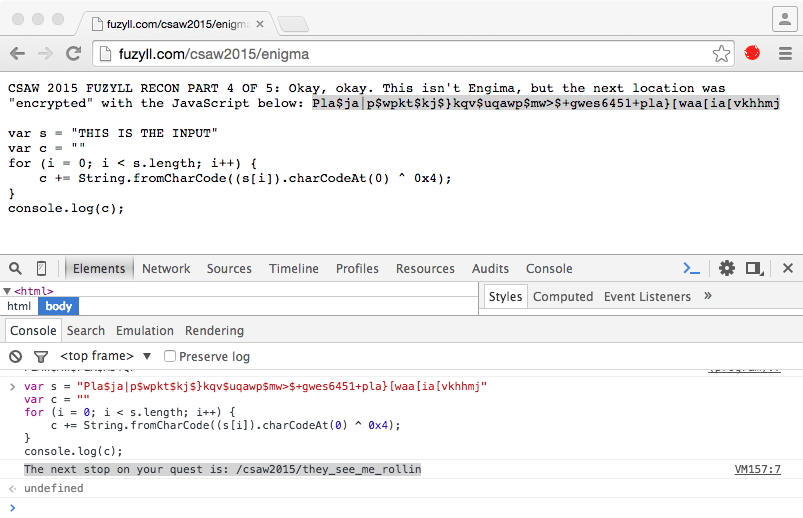 fuzyll.com/csaw2015/enigma
fuzyll.com/csaw2015/enigma
CSAW 2015 FUZYLL RECON PART 4 OF 5: Okay, okay. This isn't Engima, but the next location was
"encrypted" with the JavaScript below: Pla$ja|p$wpkt$kj$}kqv$uqawp$mw>$+gwes6451+pla}[waa[ia[vkhhmj
var s = "THIS IS THE INPUT"
var c = ""
for (i = 0; i < s.length; i++) {
    c += String.fromCharCode((s[i]).charCodeAt(0) ^ 0x4);
}
console.log(c);
Elements Network Sources Timeline Profiles Resources Audits Console
<html>
html body
Styles Computed Event Listeners »
Console Search Emulation Rendering
<top frame> ▼ Preserve log
> var s = "Pla$ja|p$wpkt$kj$}kqv$uqawp$mw>$+gwes6451+pla}[waa[ia[vkhhmj"
var c = ""
for (i = 0; i < s.length; i++) {
    c += String.fromCharCode((s[i]).charCodeAt(0) ^ 0x4);
}
console.log(c);
The next stop on your quest is: /csaw2015/they_see_me_rollin VM157:7
undefined
>